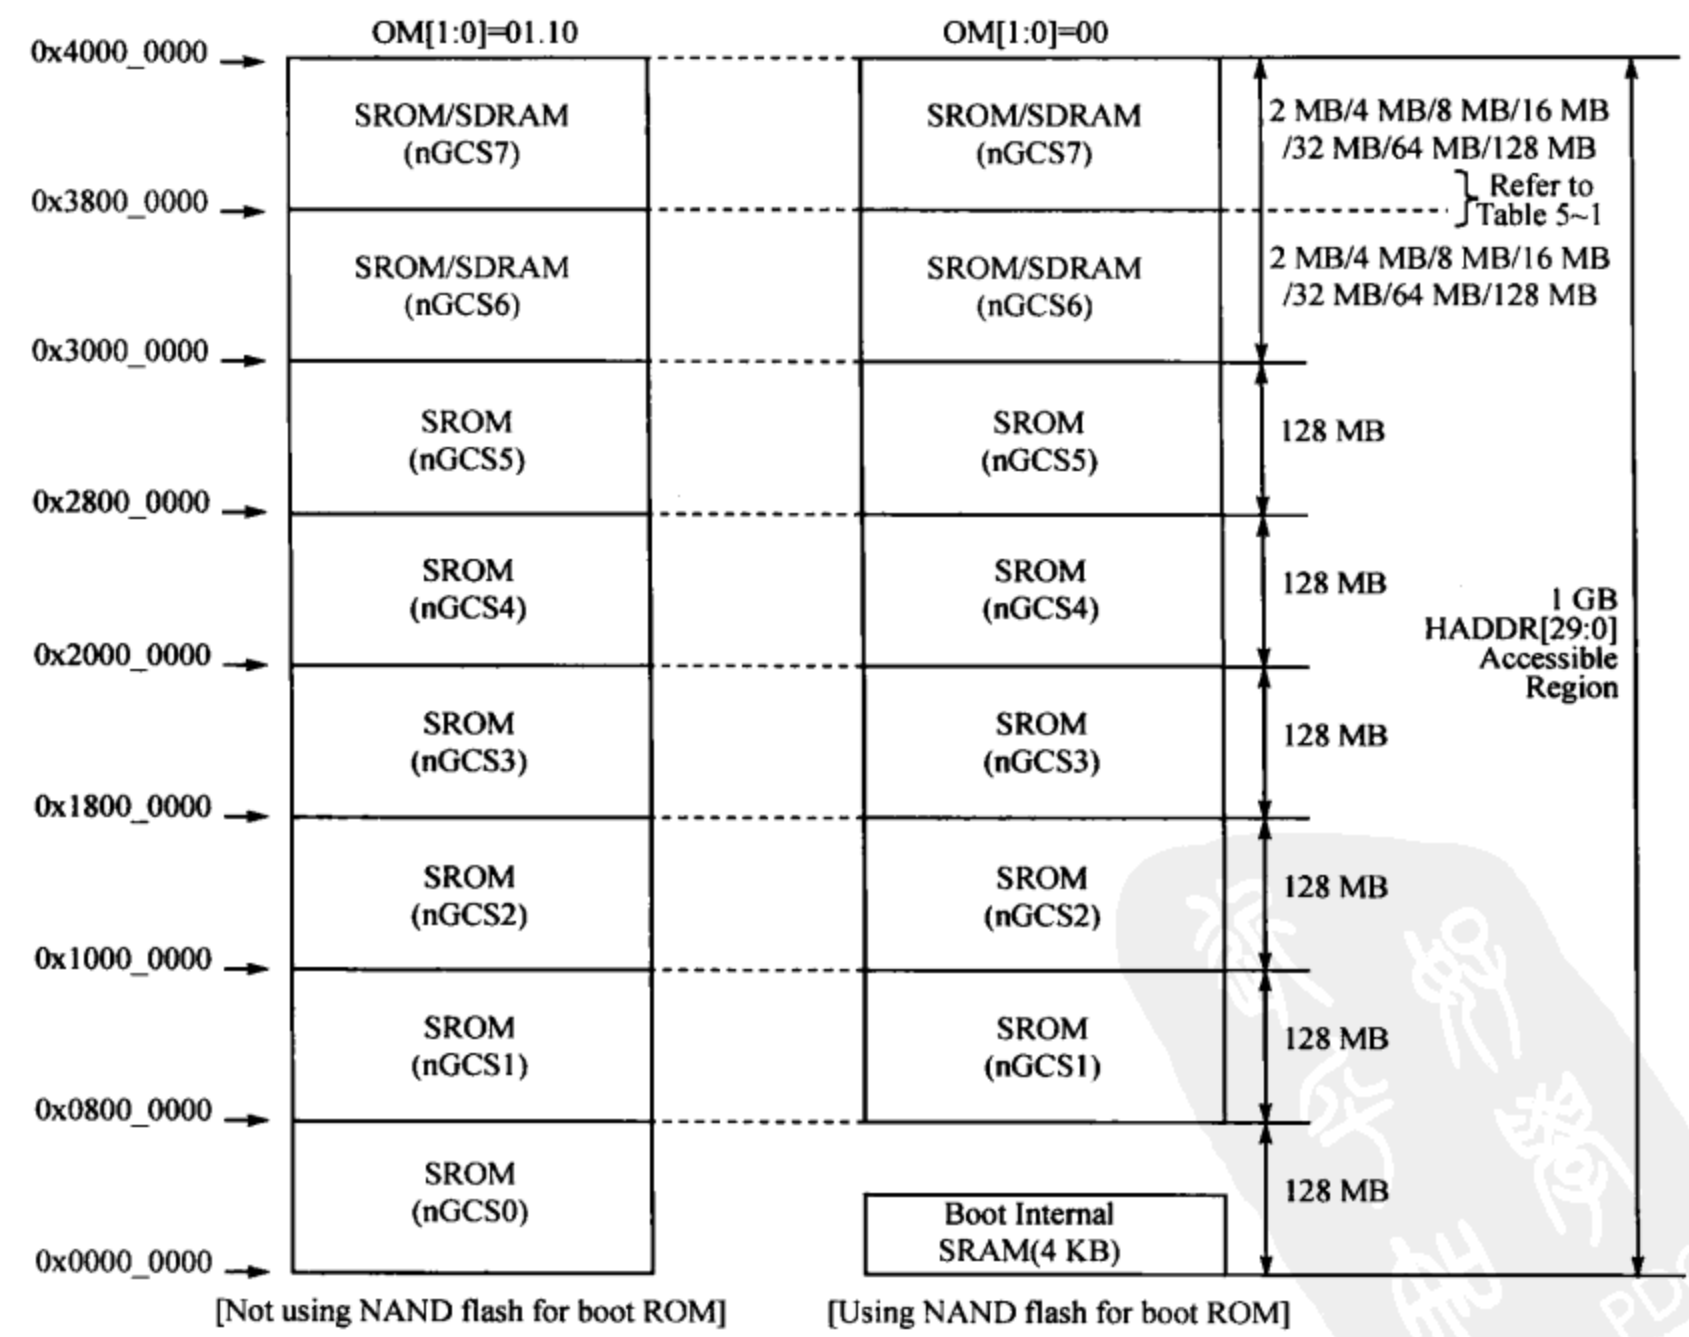 OM[1:0]=01.10
OM[1:0]=00
0x4000_0000
SROM/SDRAM
(nGCS7)
SROM/SDRAM
(nGCS7)
2 MB/4 MB/8 MB/16 MB
/32 MB/64 MB/128 MB
Refer to
Table 5~1
0x3800_0000
SROM/SDRAM
(nGCS6)
SROM/SDRAM
(nGCS6)
2 MB/4 MB/8 MB/16 MB
/32 MB/64 MB/128 MB
0x3000_0000
SROM
(nGCS5)
SROM
(nGCS5)
128 MB
0x2800_0000
SROM
(nGCS4)
SROM
(nGCS4)
128 MB
1 GB
HADDR[29:0]
Accessible
Region
0x2000_0000
SROM
(nGCS3)
SROM
(nGCS3)
128 MB
0x1800_0000
SROM
(nGCS2)
SROM
(nGCS2)
128 MB
0x1000_0000
SROM
(nGCS1)
SROM
(nGCS1)
128 MB
0x0800_0000
SROM
(nGCS0)
Boot Internal
SRAM(4 KB)
128 MB
0x0000_0000
[Not using NAND flash for boot ROM]
[Using NAND flash for boot ROM]